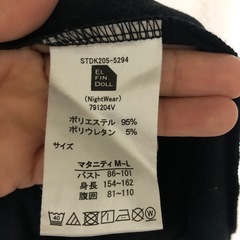 STDK205-5294
EL
FIN
DOLL
(NightWear)
791204V
ポリエステル 95%
ポリウレタン 5%
サイズ
マタニティ M~L
バスト 86~101
身長 154~162
腹囲 81~110
40